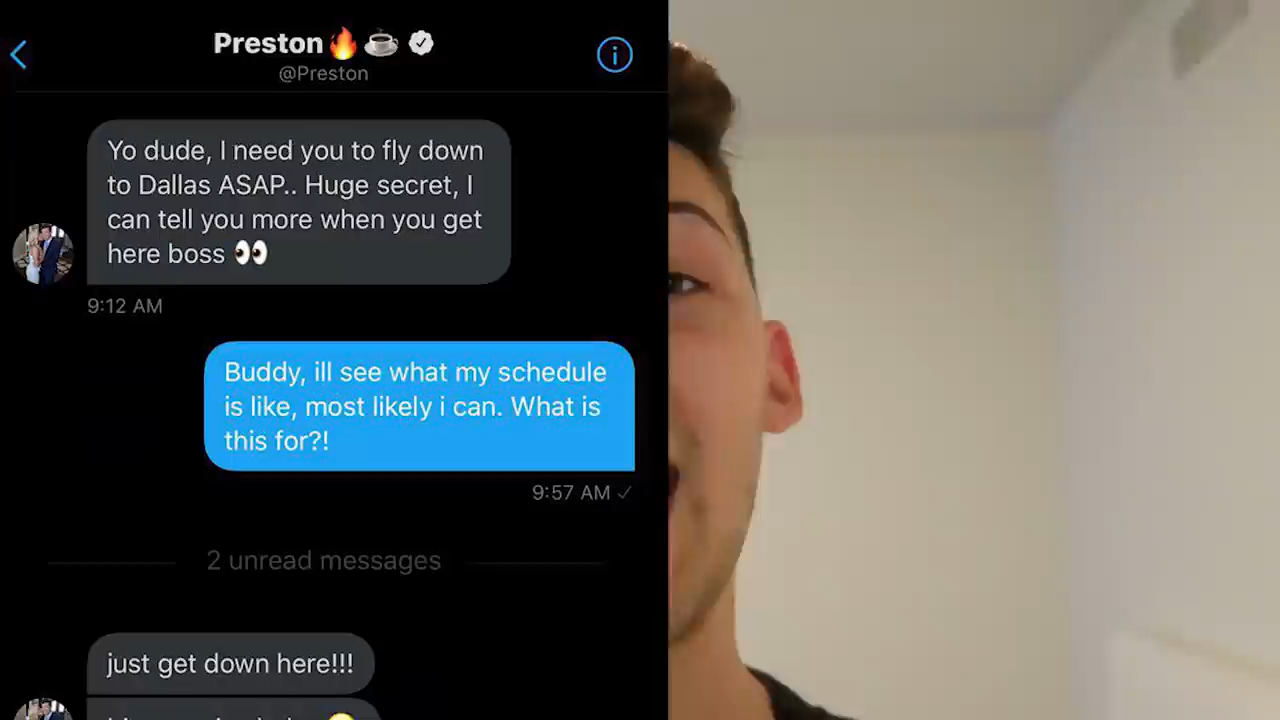 Preston🔥☕
@Preston
Yo dude, I need you to fly down
to Dallas ASAP.. Huge secret, I
can tell you more when you get
here boss 👀
9:12 AM
Buddy, ill see what my schedule
is like, most likely i can. What is
this for?!
9:57 AM ✓
2 unread messages
just get down here!!!